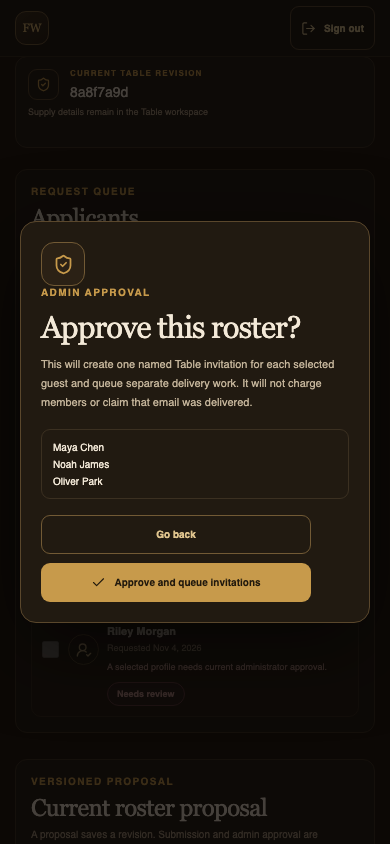 FW
Sign out
CURRENT TABLE REVISION
8a8f7a9d
Supply details remain in the Table workspace
REQUEST QUEUE
Applicants
ADMIN APPROVAL
Approve this roster?
This will create one named Table invitation for each selected
guest and queue separate delivery work. It will not charge
members or claim that email was delivered.
Maya Chen
Noah James
Oliver Park
Go back
Approve and queue invitations
Riley Morgan
Requested Nov 4, 2026
A selected profile needs current administrator approval.
Needs review
VERSIONED PROPOSAL
Current roster proposal
A proposal saves a revision. Submission and admin approval are